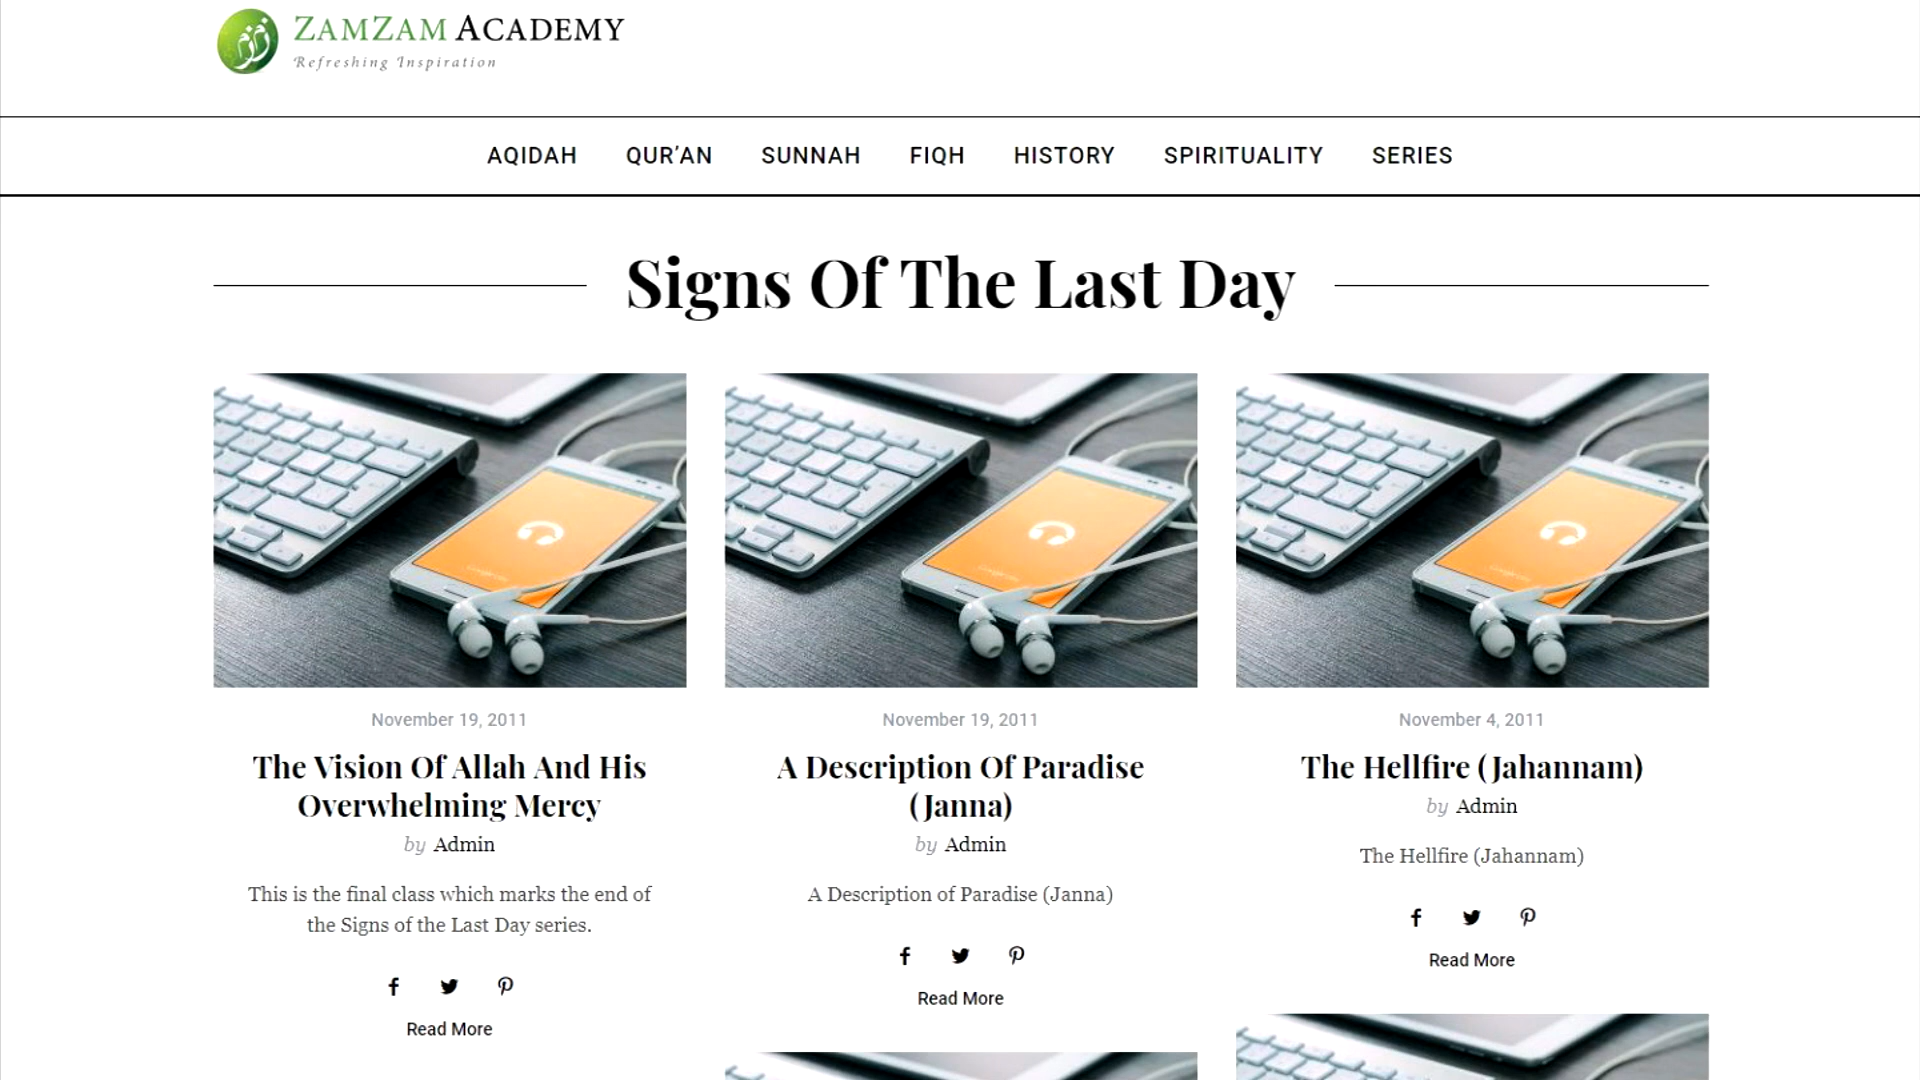 ZAMZAM ACADEMY
Refreshing Inspiration
AQIDAH QUR’AN SUNNAH FIQH HISTORY SPIRITUALITY SERIES
Signs Of The Last Day
November 19, 2011
The Vision Of Allah And His
Overwhelming Mercy
by Admin
This is the final class which marks the end of
the Signs of the Last Day series.
Read More
November 19, 2011
A Description Of Paradise
(Janna)
by Admin
A Description of Paradise (Janna)
Read More
November 4, 2011
The Hellfire (Jahannam)
by Admin
The Hellfire (Jahannam)
Read More